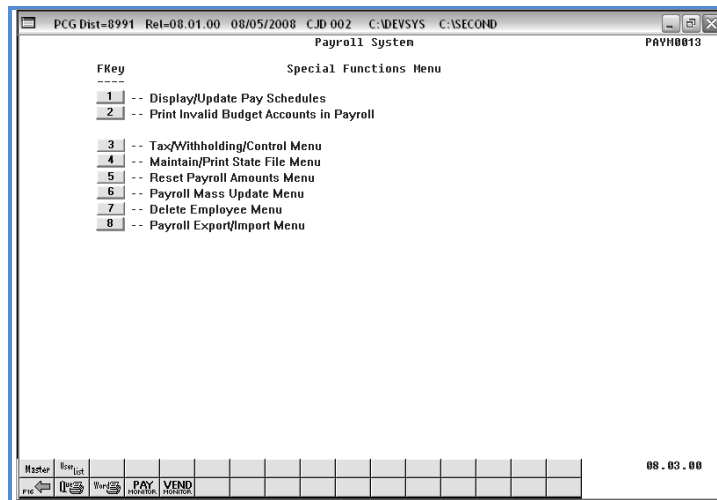 PCG Dist=8991 Rel=08.01.00 08/05/2008 CJD 002 C:\DEVSYS C:\SECOND
Payroll System PAYM0013
FKey Special Functions Menu
----
1 -- Display/Update Pay Schedules
2 -- Print Invalid Budget Accounts in Payroll
3 -- Tax/Withholding/Control Menu
4 -- Maintain/Print State File Menu
5 -- Reset Payroll Amounts Menu
6 -- Payroll Mass Update Menu
7 -- Delete Employee Menu
8 -- Payroll Export/Import Menu
Master User List 08.03.00
F16 Que Word PAY MONITOR VEND MONITOR